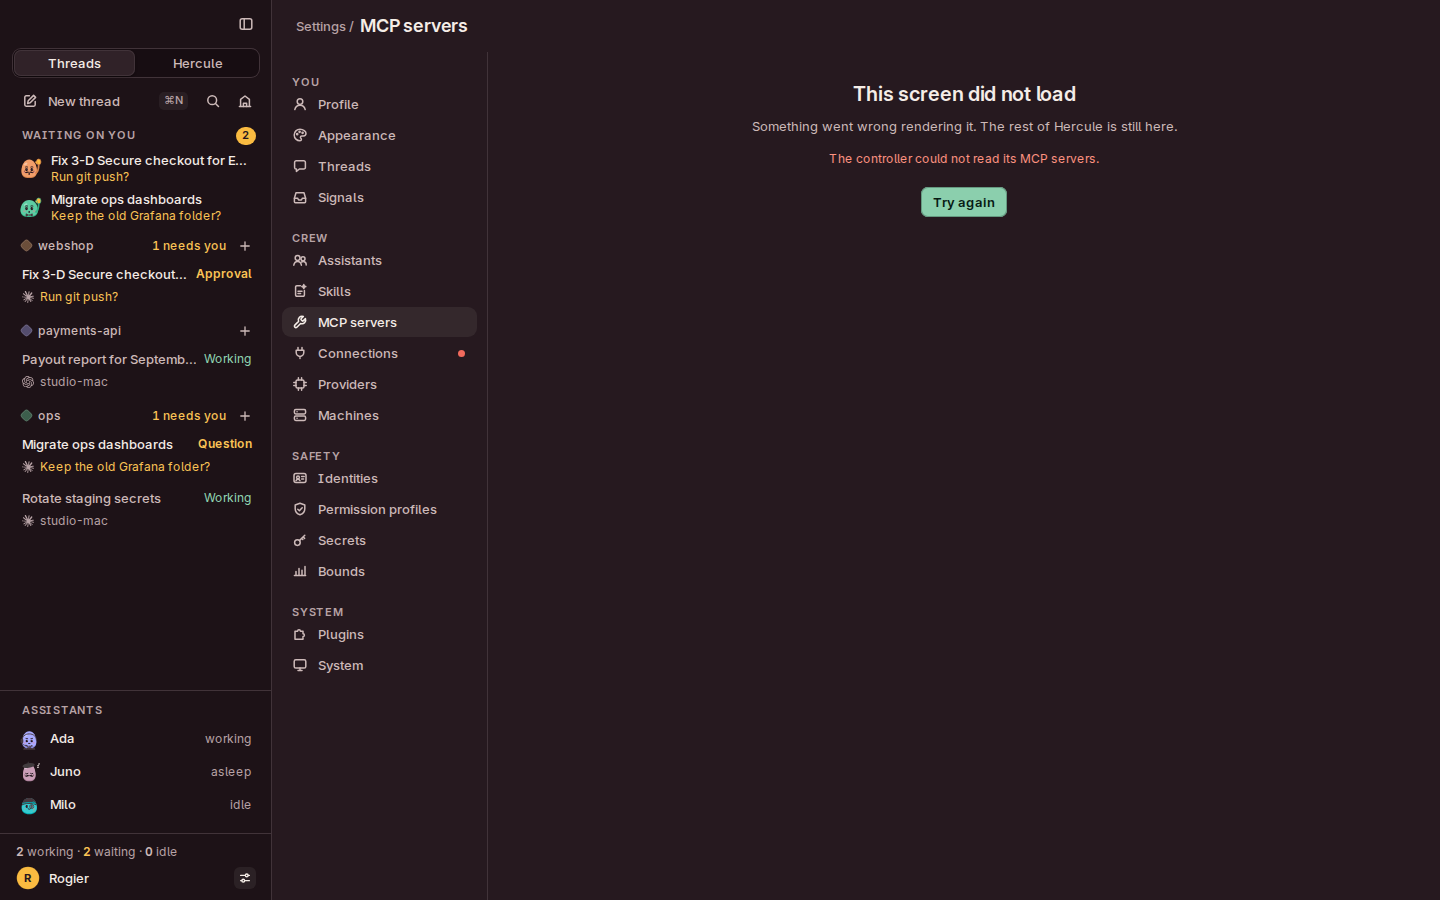 Threads
Hercule
New thread
⌘N
WAITING ON YOU
2
Fix 3-D Secure checkout for E...
Run git push?
Migrate ops dashboards
Keep the old Grafana folder?
webshop
1 needs you
Fix 3-D Secure checkout...
Approval
Run git push?
payments-api
Payout report for Septemb...
Working
studio-mac
ops
1 needs you
Migrate ops dashboards
Question
Keep the old Grafana folder?
Rotate staging secrets
Working
studio-mac
ASSISTANTS
Ada
working
Juno
asleep
Milo
idle
2 working · 2 waiting · 0 idle
R
Rogier
Settings / MCP servers
YOU
Profile
Appearance
Threads
Signals
CREW
Assistants
Skills
MCP servers
Connections
Providers
Machines
SAFETY
Identities
Permission profiles
Secrets
Bounds
SYSTEM
Plugins
System
This screen did not load
Something went wrong rendering it. The rest of Hercule is still here.
The controller could not read its MCP servers.
Try again